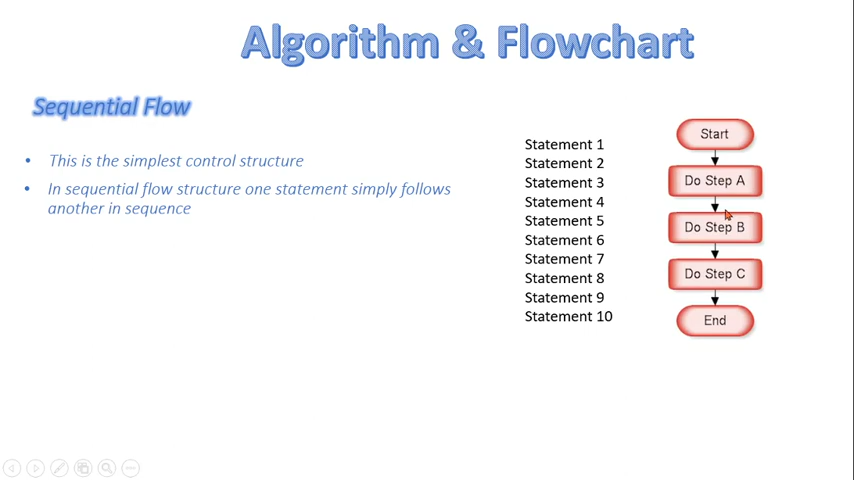 Algorithm & Flowchart
Sequential Flow
• This is the simplest control structure
• In sequential flow structure one statement simply follows
another in sequence
Statement 1
Statement 2
Statement 3
Statement 4
Statement 5
Statement 6
Statement 7
Statement 8
Statement 9
Statement 10
Start
Do Step A
Do Step B
Do Step C
End